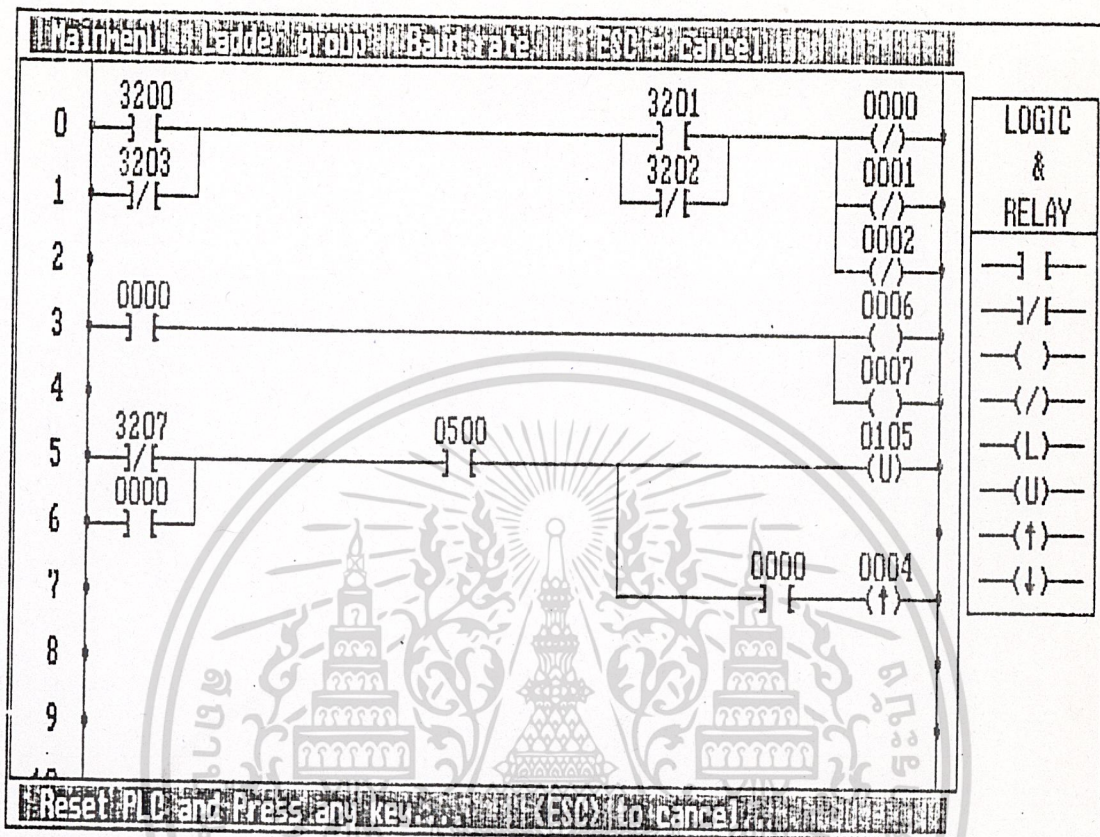 Mainmenu Ladder group Baud rate ESC : cancel
3200 3201 0000
0
3203 3202 0001
1
0002
2
0000 0006
3
0007
4
3207 0500 0105
5 (U)
0000
6
0000 0004
7 (↑)
8
9
Reset PLC and Press any key.... <ESC> to cancel
LOGIC
&
RELAY
] [
]/[
( )
(/)
(L)
(U)
(↑)
(↓)